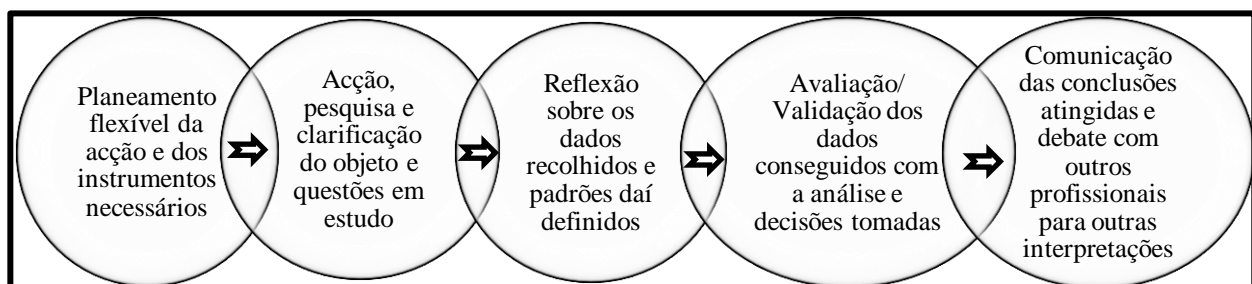 Planeamento
flexível da
acção e dos
instrumentos
necessários
Acção,
pesquisa e
clarificação
do objeto e
questões em
estudo
Reflexão
sobre os
dados
recolhidos e
padrões daí
definidos
Avaliação/
Validação dos
dados
conseguidos com
a análise e
decisões tomadas
Comunicação
das conclusões
atingidas e
debate com
outros
profissionais
para outras
interpretações